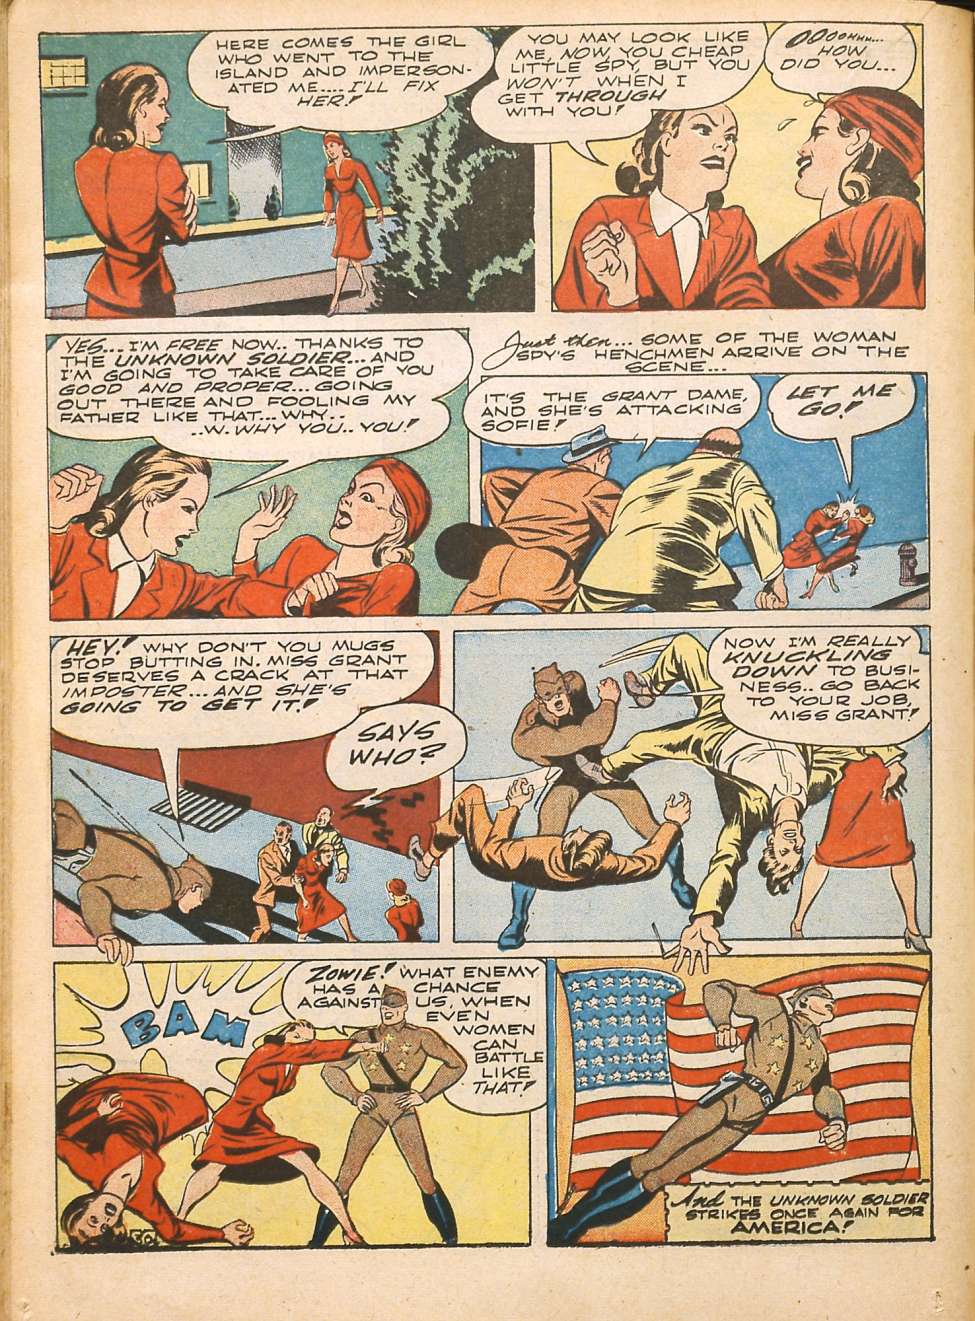 HERE COMES THE GIRL
WHO WENT TO THE
ISLAND AND IMPERSON-
ATED ME....I'LL FIX
HER!
YOU MAY LOOK LIKE
ME, NOW, YOU CHEAP
LITTLE SPY, BUT YOU
WON'T WHEN I
GET THROUGH
WITH YOU!
OOOOHHH...
HOW
DID YOU...
YES...I'M FREE NOW..THANKS TO
THE UNKNOWN SOLDIER...AND
I'M GOING TO TAKE CARE OF YOU
GOOD AND PROPER...GOING
OUT THERE AND FOOLING MY
FATHER LIKE THAT...WHY..
..W.WHY YOU..YOU!
Just then... SOME OF THE WOMAN
SPY'S HENCHMEN ARRIVE ON THE
SCENE...
IT'S THE GRANT DAME,
AND SHE'S ATTACKING
SOFIE!
LET ME
GO!
HEY! WHY DON'T YOU MUGS
STOP BUTTING IN. MISS GRANT
DESERVES A CRACK AT THAT
IMPOSTER...AND SHE'S
GOING TO GET IT!
SAYS
WHO?
NOW I'M REALLY
KNUCKLING
DOWN TO BUSI-
NESS..GO BACK
TO YOUR JOB,
MISS GRANT!
BAM
ZOWIE! WHAT ENEMY
HAS A CHANCE
AGAINST US, WHEN
EVEN
WOMEN
CAN
BATTLE
LIKE
THAT!
And THE UNKNOWN SOLDIER
STRIKES ONCE AGAIN FOR
AMERICA!